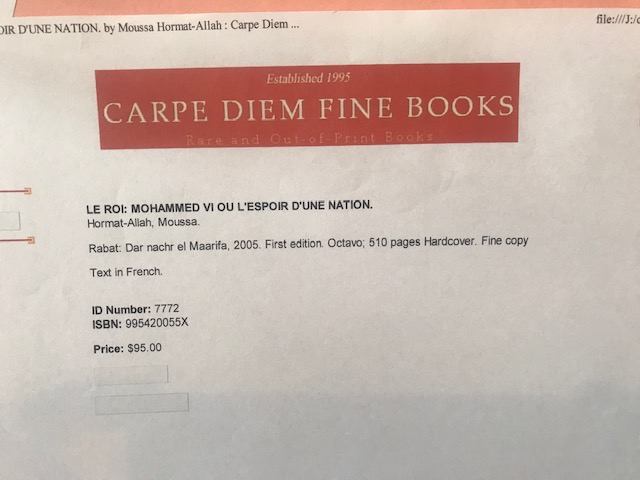 OIR D'UNE NATION. by Moussa Hormat-Allah : Carpe Diem ...
file:///J:/c
Established 1995
CARPE DIEM FINE BOOKS
Rare and Out-of-Print Books
LE ROI: MOHAMMED VI OU L'ESPOIR D'UNE NATION.
Hormat-Allah, Moussa.
Rabat: Dar nachr el Maarifa, 2005. First edition. Octavo; 510 pages Hardcover. Fine copy
Text in French.
ID Number: 7772
ISBN: 995420055X
Price: $95.00